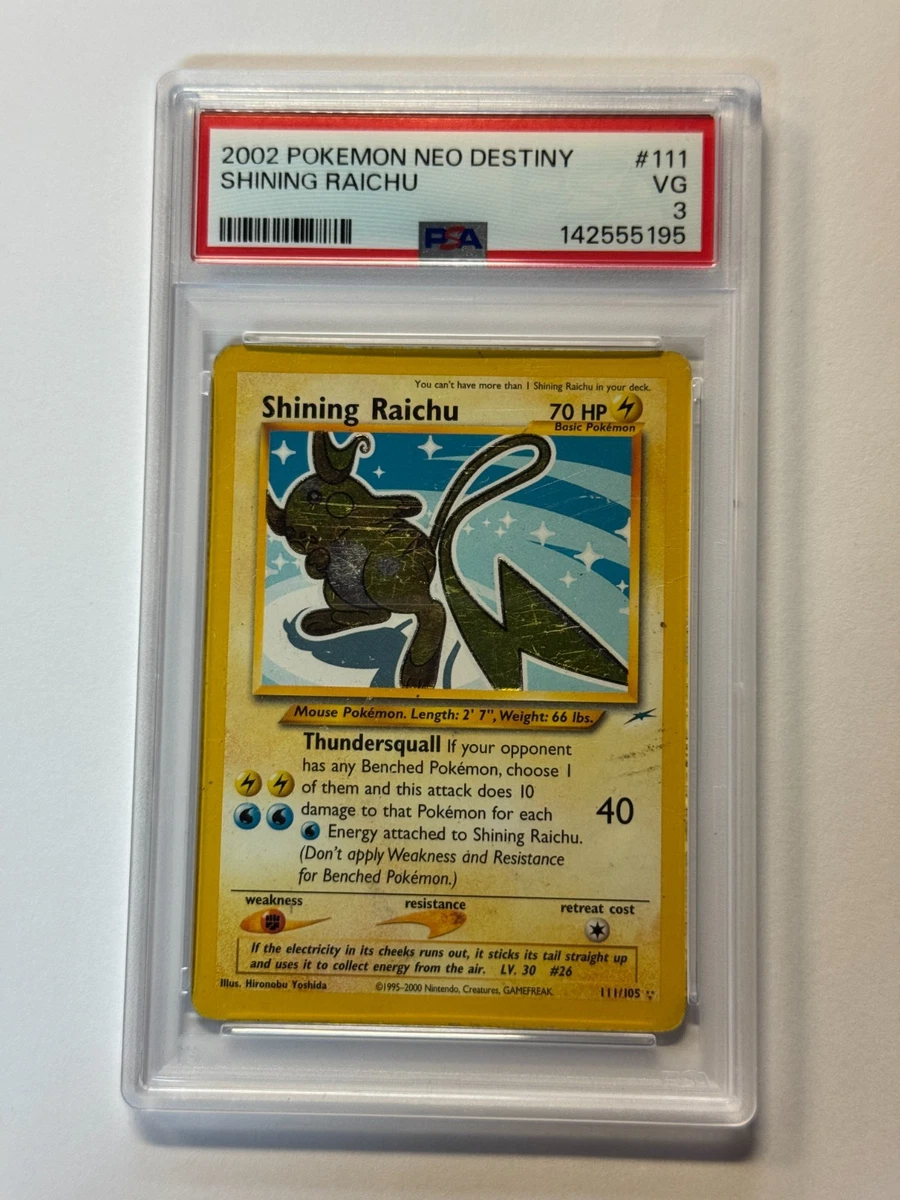 2002 POKEMON NEO DESTINY #111
SHINING RAICHU VG
3
PSA 142555195
You can't have more than 1 Shining Raichu in your deck.
Shining Raichu 70 HP
Basic Pokémon
Mouse Pokémon. Length: 2' 7", Weight: 66 lbs.
Thundersquall If your opponent
has any Benched Pokémon, choose 1
of them and this attack does 10
damage to that Pokémon for each
Energy attached to Shining Raichu.
40
(Don't apply Weakness and Resistance
for Benched Pokémon.)
weakness resistance retreat cost
If the electricity in its cheeks runs out, it sticks its tail straight up
and uses it to collect energy from the air. LV. 30 #26
Illus. Hironobu Yoshida ©1995-2000 Nintendo, Creatures, GAMEFREAK. 111/105